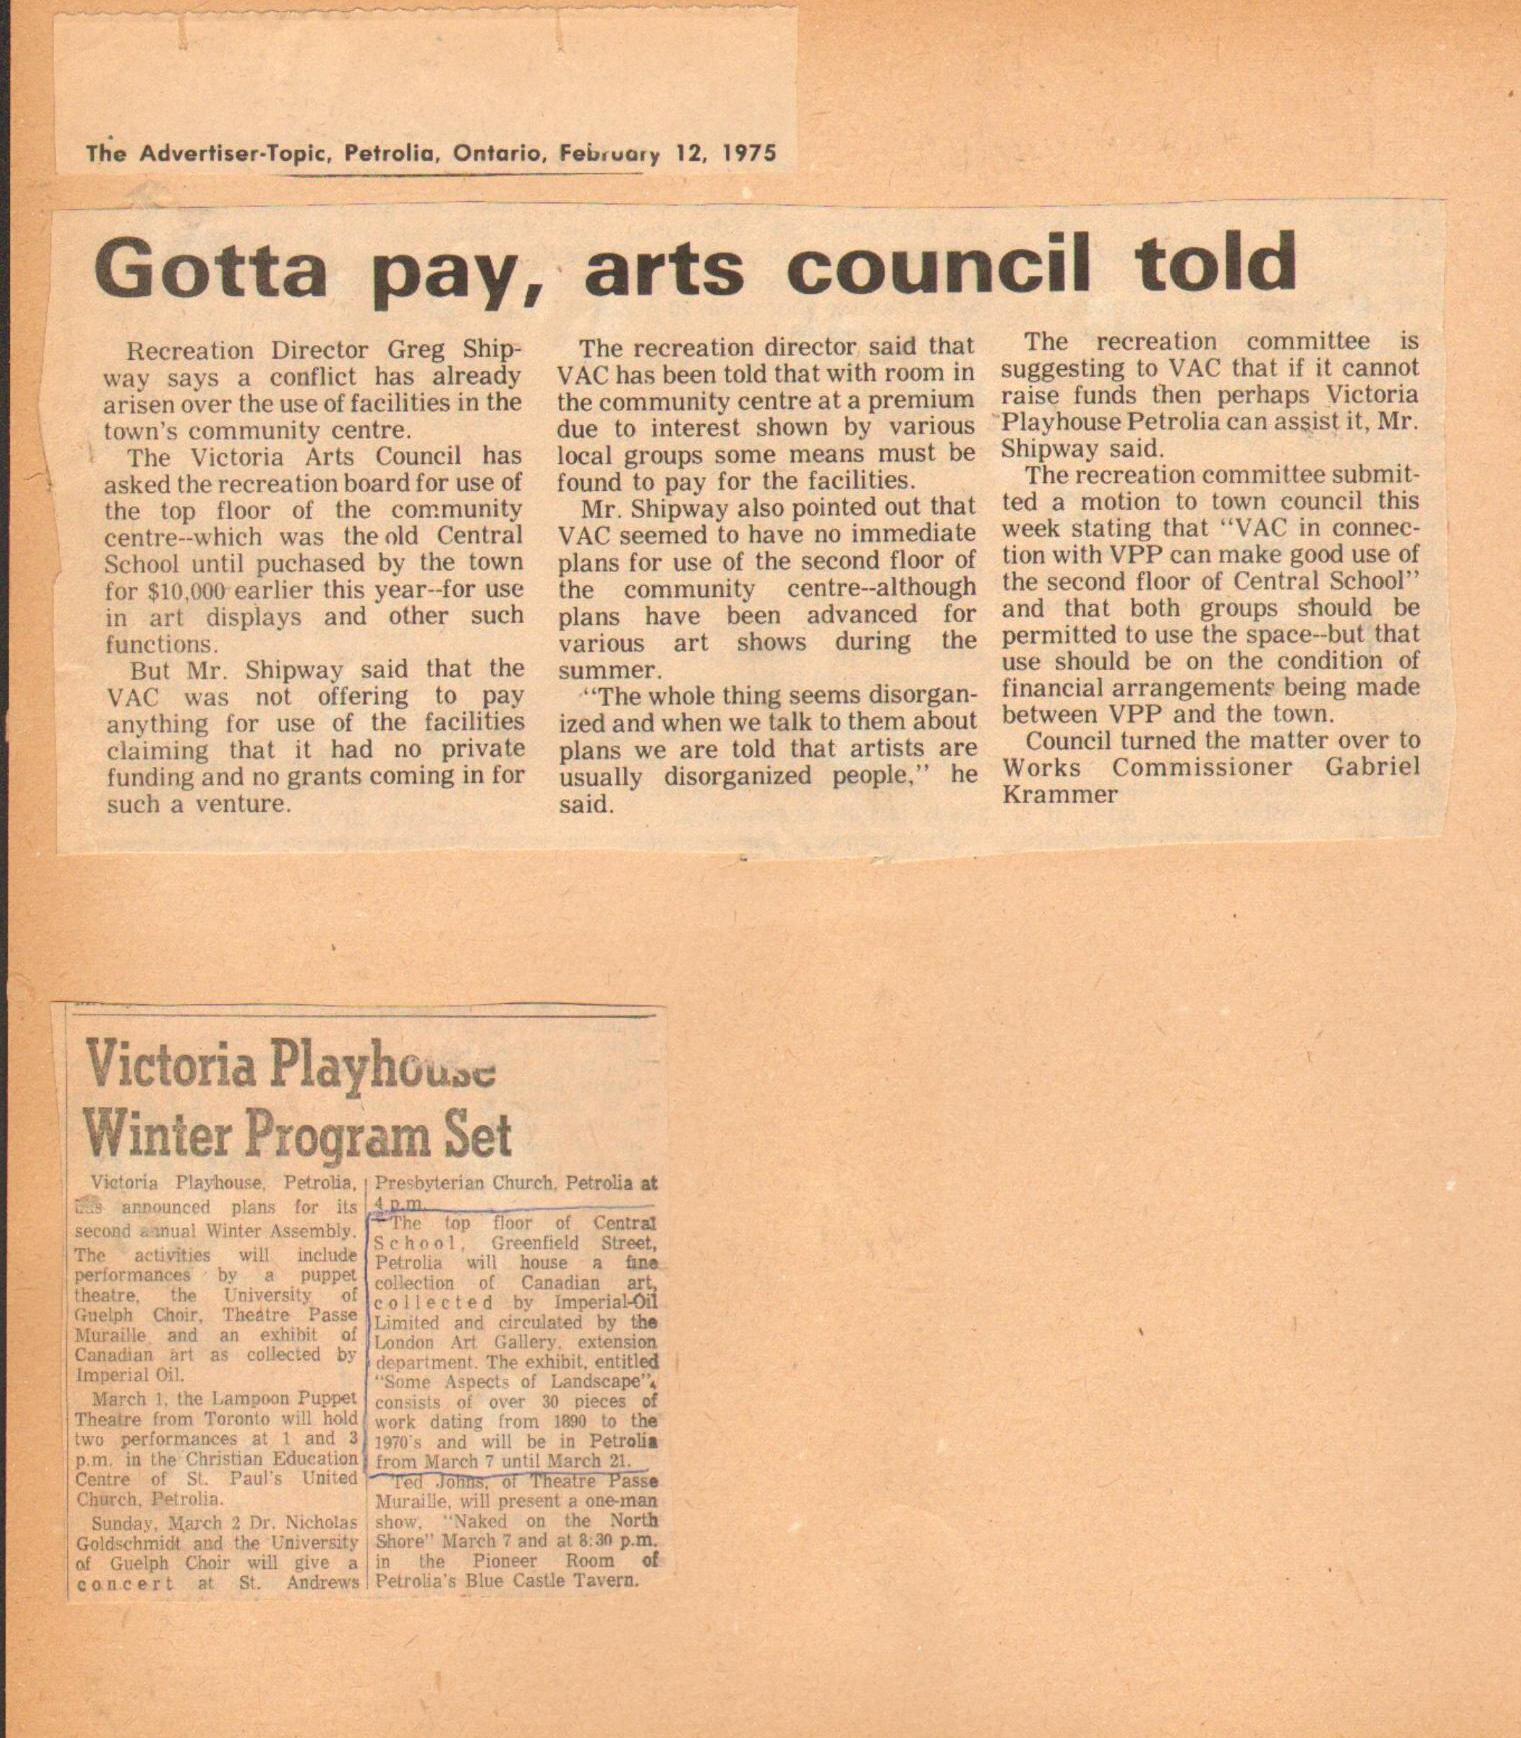 The Advertiser-Topic, Petrolia, Ontario, February 12, 1975
Gotta pay, arts council told
Recreation Director Greg Ship-
way says a conflict has already
arisen over the use of facilities in the
town's community centre.
The Victoria Arts Council has
asked the recreation board for use of
the top floor of the community
centre--which was the old Central
School until puchased by the town
for $10,000 earlier this year--for use
in art displays and other such
functions.
But Mr. Shipway said that the
VAC was not offering to pay
anything for use of the facilities
claiming that it had no private
funding and no grants coming in for
such a venture.
The recreation director said that
VAC has been told that with room in
the community centre at a premium
due to interest shown by various
local groups some means must be
found to pay for the facilities.
Mr. Shipway also pointed out that
VAC seemed to have no immediate
plans for use of the second floor of
the community centre--although
plans have been advanced for
various art shows during the
summer.
"The whole thing seems disorgan-
ized and when we talk to them about
plans we are told that artists are
usually disorganized people," he
said.
The recreation committee is
suggesting to VAC that if it cannot
raise funds then perhaps Victoria
Playhouse Petrolia can assist it, Mr.
Shipway said.
The recreation committee submit-
ted a motion to town council this
week stating that "VAC in connec-
tion with VPP can make good use of
the second floor of Central School"
and that both groups should be
permitted to use the space--but that
use should be on the condition of
financial arrangements being made
between VPP and the town.
Council turned the matter over to
Works Commissioner Gabriel
Krammer
Victoria Playhouse
Winter Program Set
Victoria Playhouse, Petrolia,
has announced plans for its
second annual Winter Assembly.
The activities will include
performances by a puppet
theatre, the University of
Guelph Choir, Theatre Passe
Muraille and an exhibit of
Canadian art as collected by
Imperial Oil.
March 1, the Lampoon Puppet
Theatre from Toronto will hold
two performances at 1 and 3
p.m. in the Christian Education
Centre of St. Paul's United
Church, Petrolia.
Sunday, March 2 Dr. Nicholas
Goldschmidt and the University
of Guelph Choir will give a
concert at St. Andrews
Presbyterian Church, Petrolia at
4 p.m.
The top floor of Central
School, Greenfield Street,
Petrolia will house a fine
collection of Canadian art,
collected by Imperial-Oil
Limited and circulated by the
London Art Gallery, extension
department. The exhibit, entitled
"Some Aspects of Landscape",
consists of over 30 pieces of
work dating from 1890 to the
1970's and will be in Petrolia
from March 7 until March 21.
Ted Johns, of Theatre Passe
Muraille, will present a one-man
show, "Naked on the North
Shore" March 7 and at 8:30 p.m.
in the Pioneer Room of
Petrolia's Blue Castle Tavern.